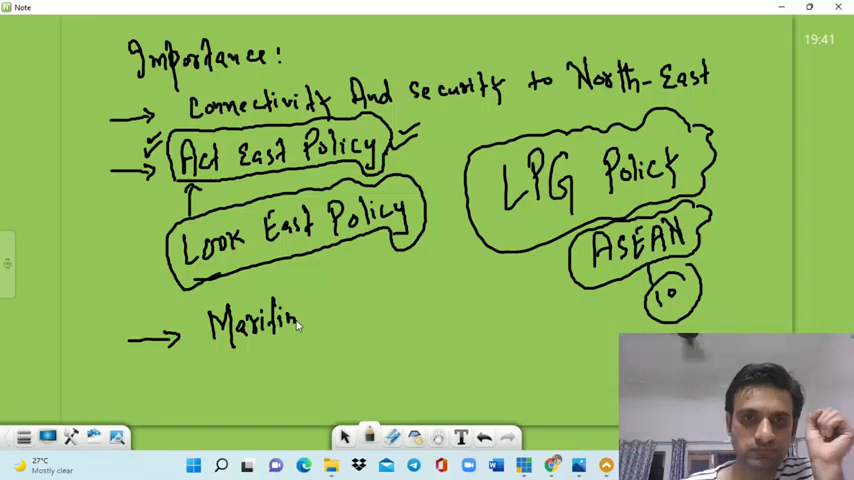 Note
19:41
Importance:
→ Connectivity And Security to North-East
→ Act East Policy
LPG Policy
Look East Policy
ASEAN
10
→ Maritim
27°C
Mostly clear